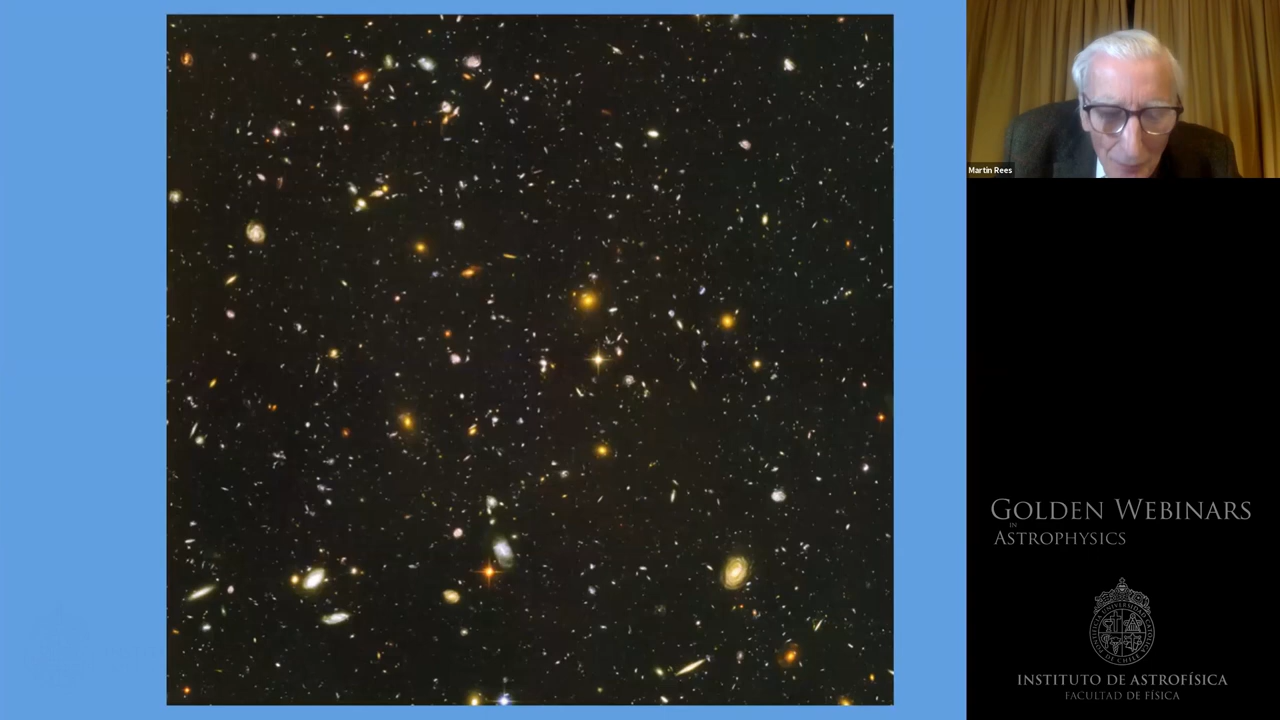 Martin Rees
GOLDEN WEBINARS
IN
ASTROPHYSICS
INSTITUTO DE ASTROFÍSICA
FACULTAD DE FÍSICA